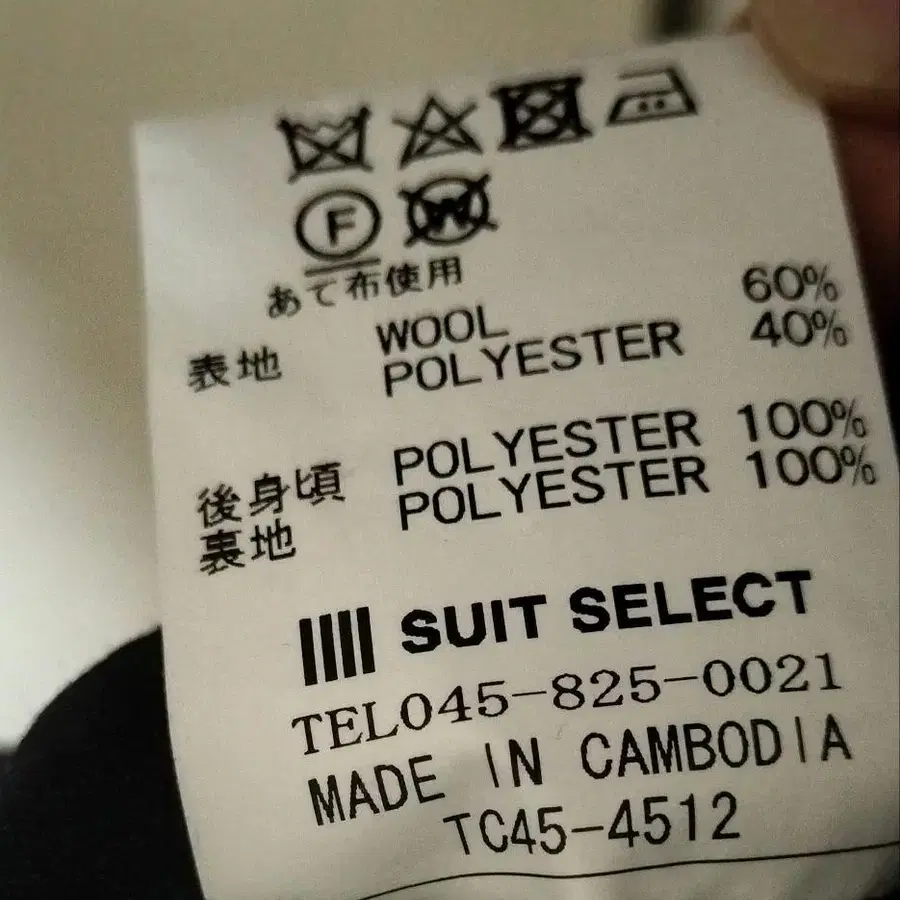 F W
あて布使用
表地 WOOL 60%
POLYESTER 40%
後身頃 POLYESTER 100%
裏地 POLYESTER 100%
SUIT SELECT
TEL045-825-0021
MADE IN CAMBODIA
TC45-4512